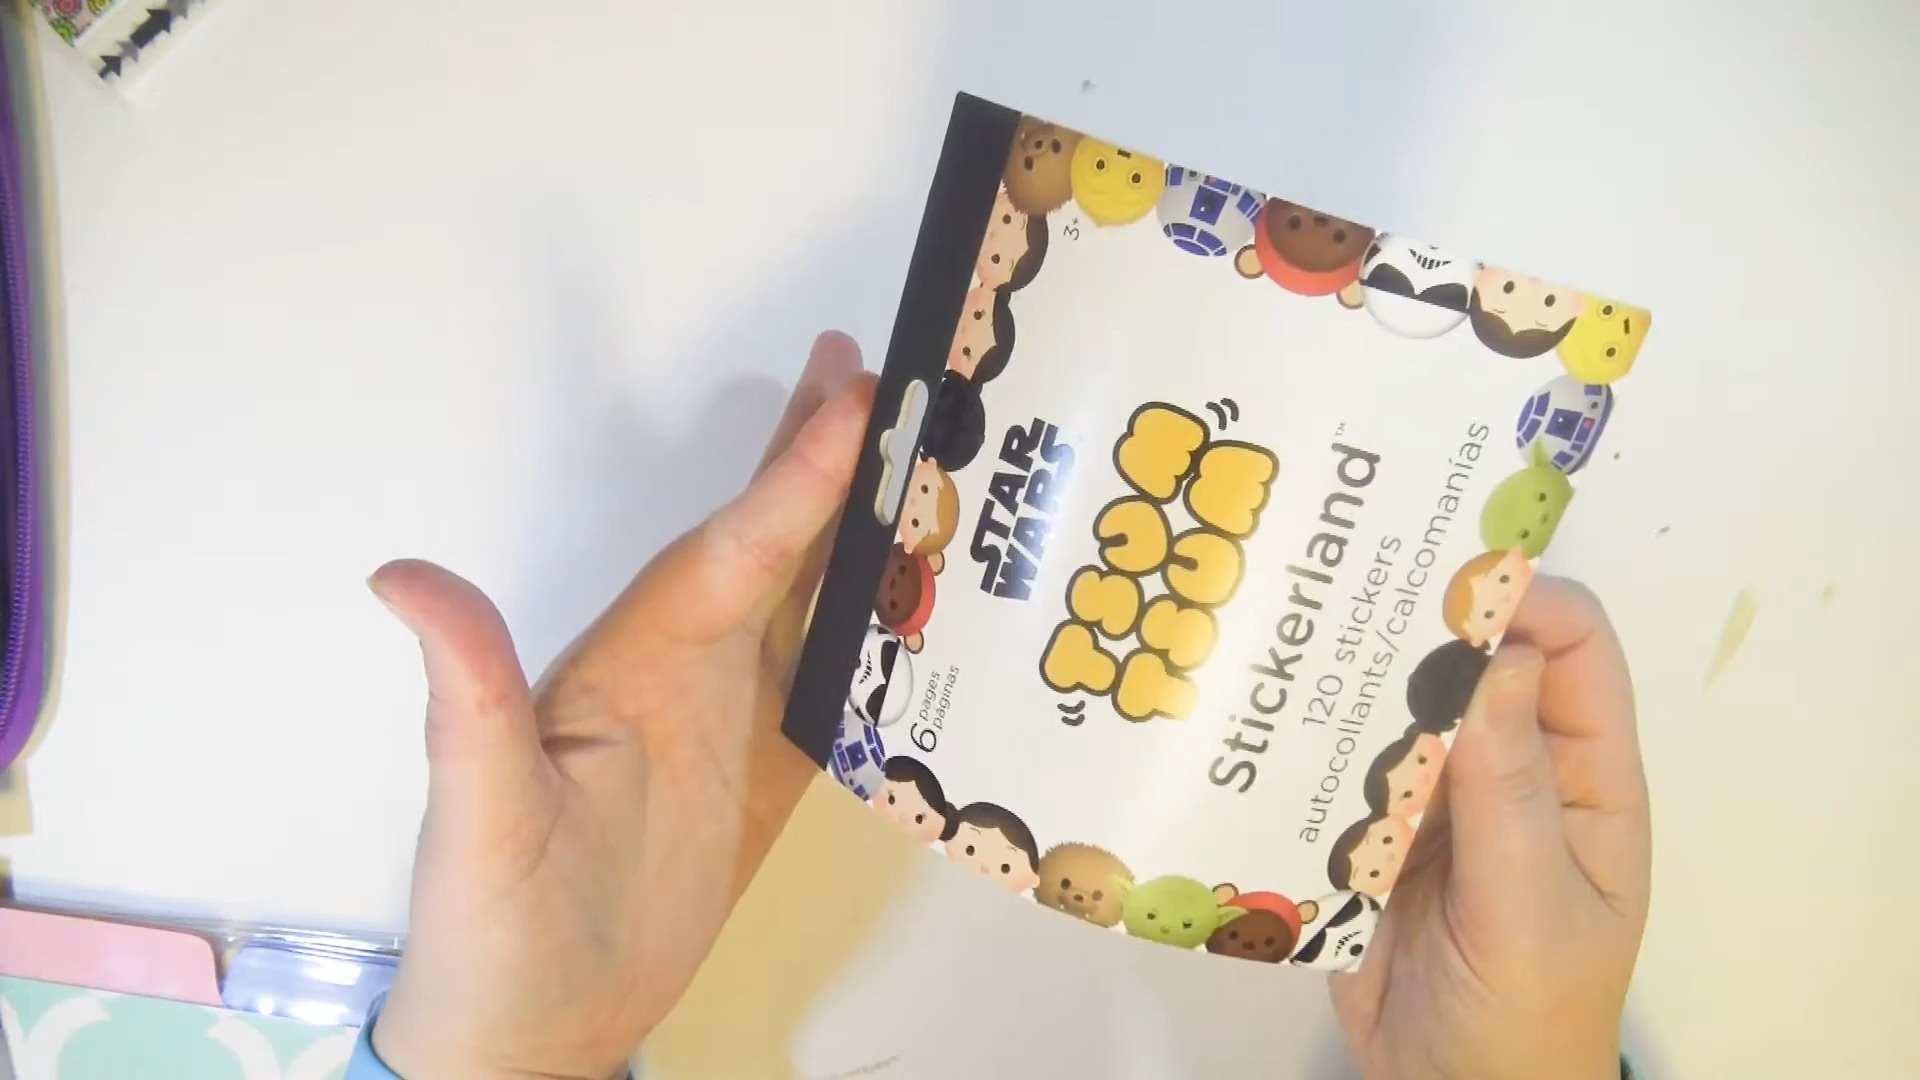 3+
STAR
WARS
TSUM
TSUM
Stickerland™
120 stickers
autocollants/calcomanías
6 pages
páginas